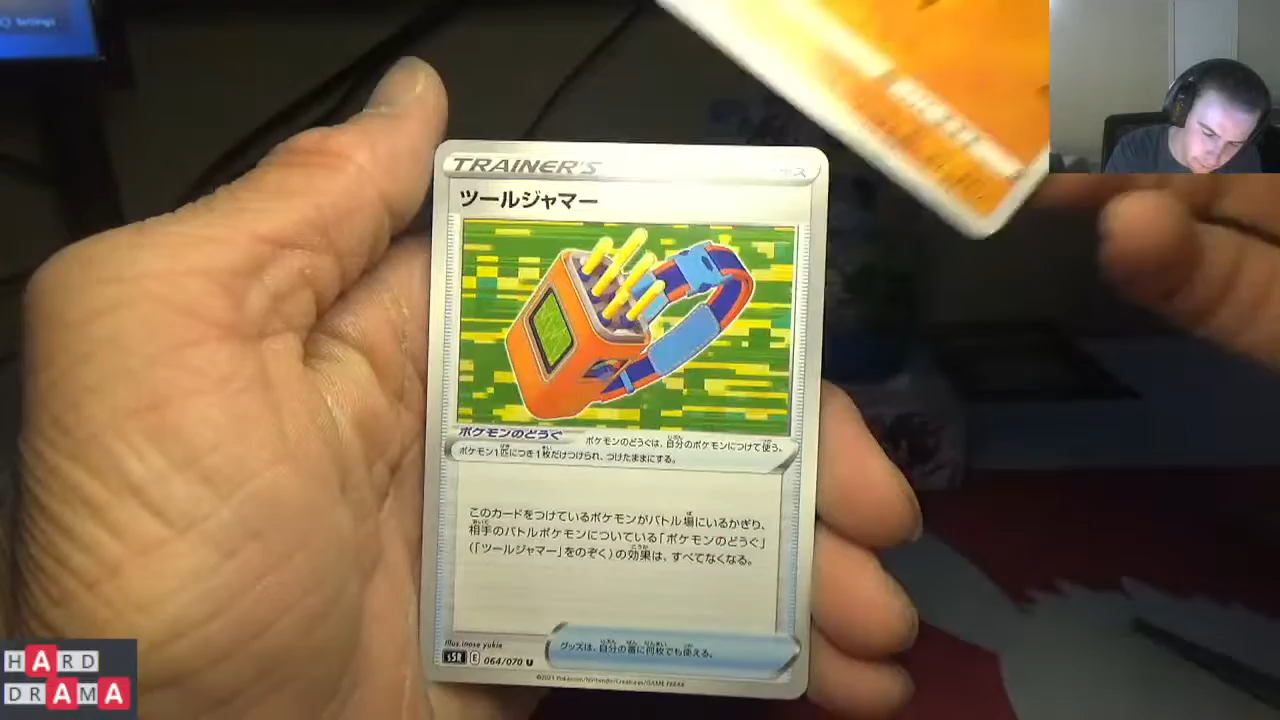 Settings
TRAINER'S
ツールジャマー
ポケモンのどうぐ
ポケモンのどうぐは、自分のポケモンにつけて使う。
ポケモン1匹につき1枚だけつけられ、つけたままにする。
このカードをつけているポケモンがバトル場にいるかぎり、
相手のバトルポケモンについている「ポケモンのどうぐ」
（「ツールジャマー」をのぞく）の効果は、すべてなくなる。
Illus. inose yukie
S5R E 064/070 U
グッズは、自分の番に何枚でも使える。
©2021 Pokémon/Nintendo/Creatures/GAME FREAK
HARD
DRAMA